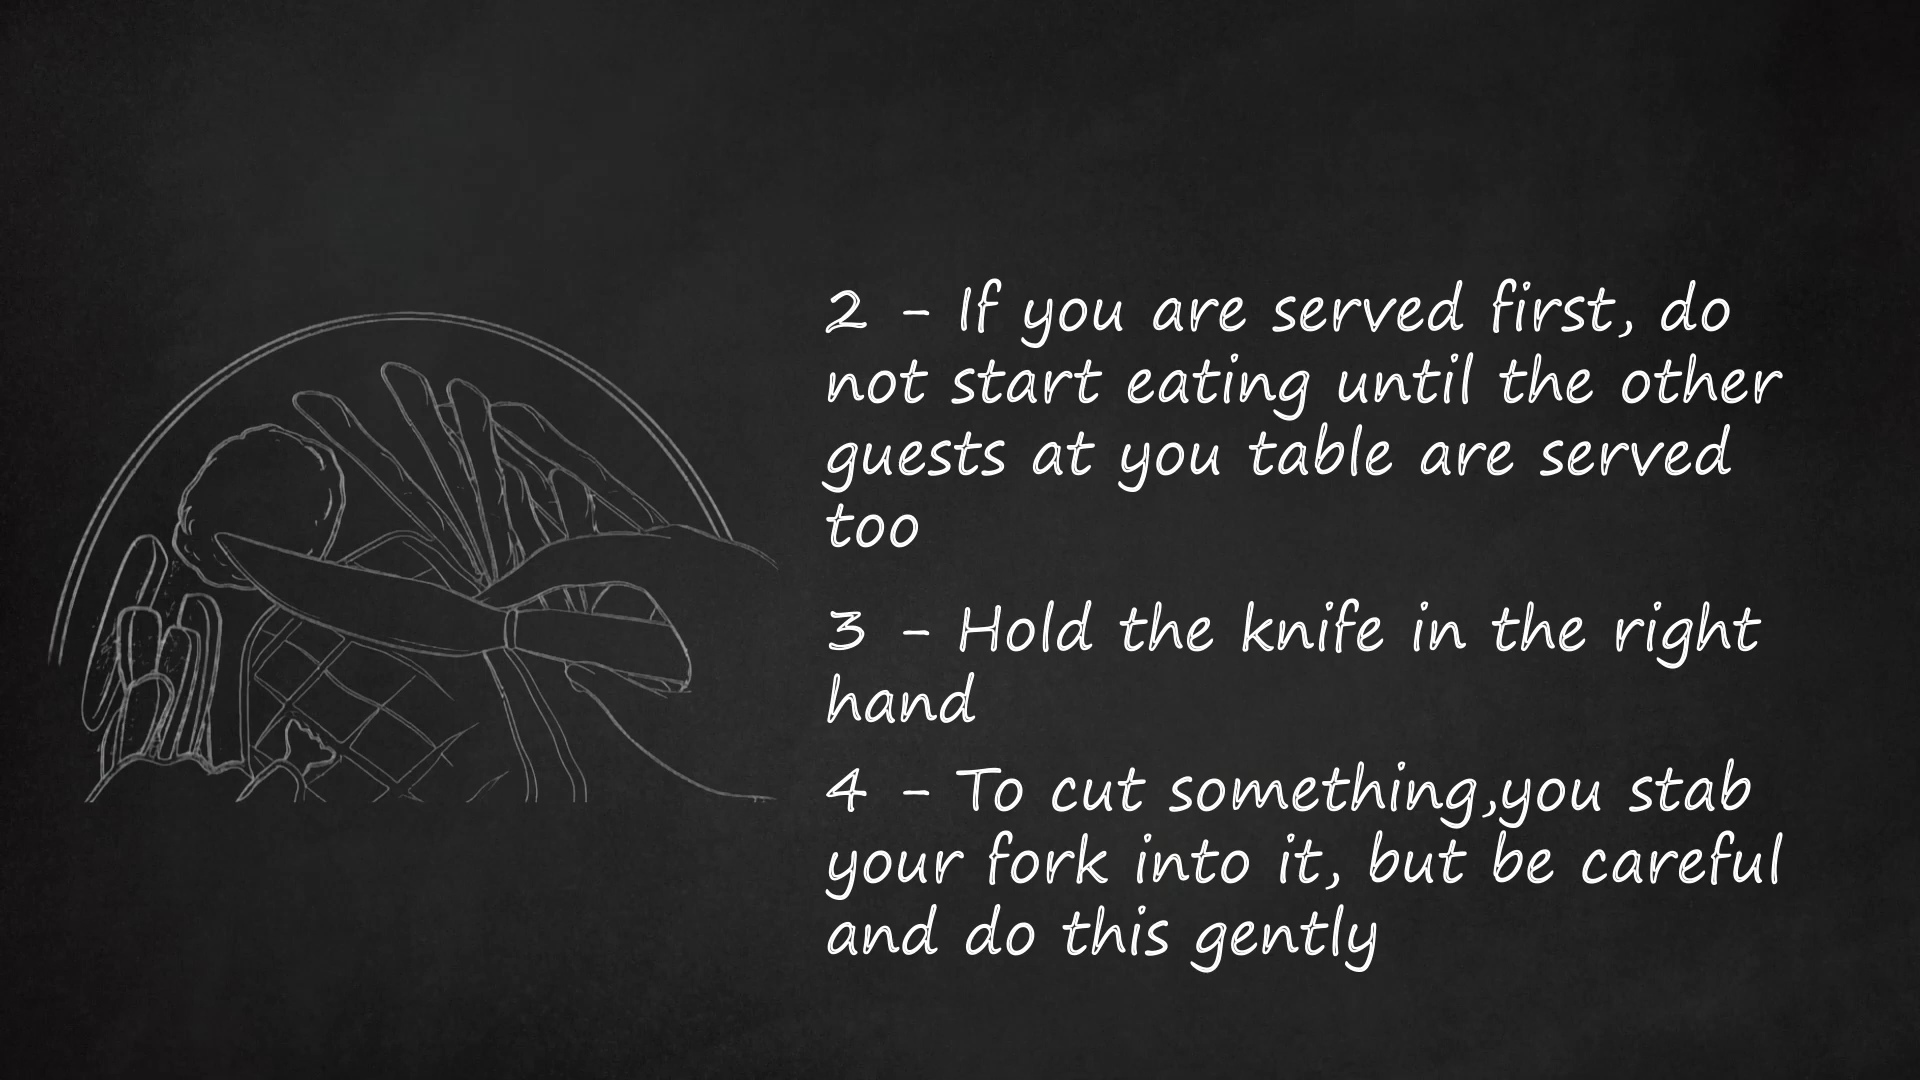 2 - If you are served first, do
not start eating until the other
guests at you table are served
too
3 - Hold the knife in the right
hand
4 - To cut something,you stab
your fork into it, but be careful
and do this gently